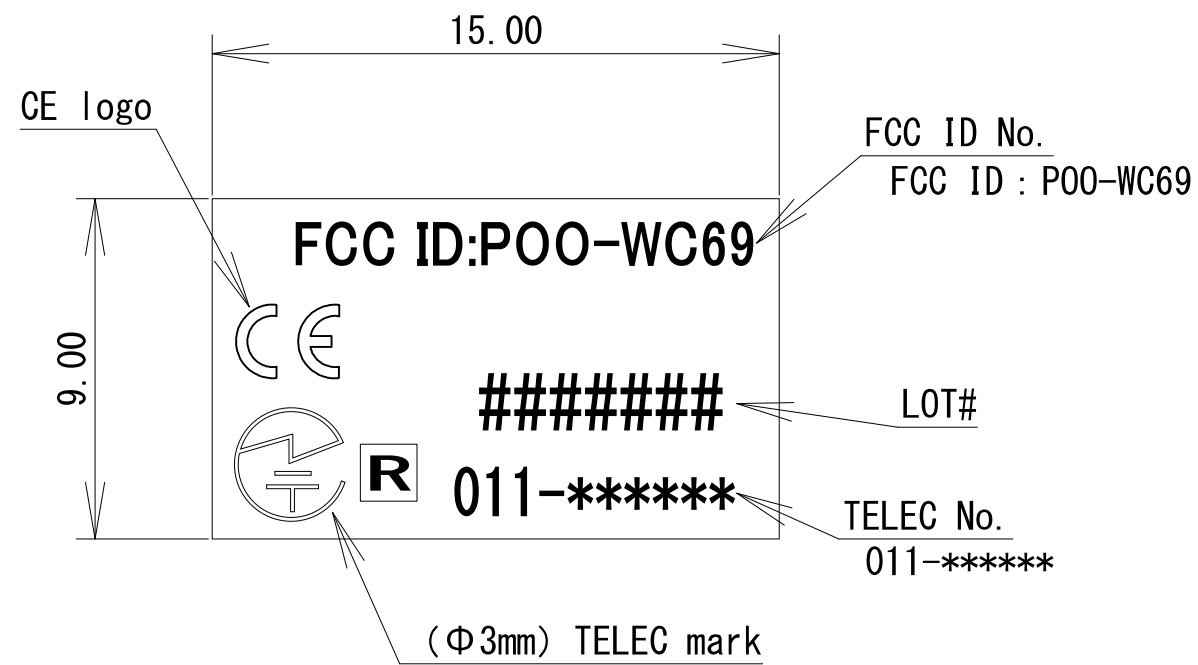 15.00
CE logo
FCC ID No.
FCC ID : POO-WC69
FCC ID:POO-WC69
CE
9.00
#######
LOT#
R
011-******
TELEC No.
011-******
(Φ3mm) TELEC mark